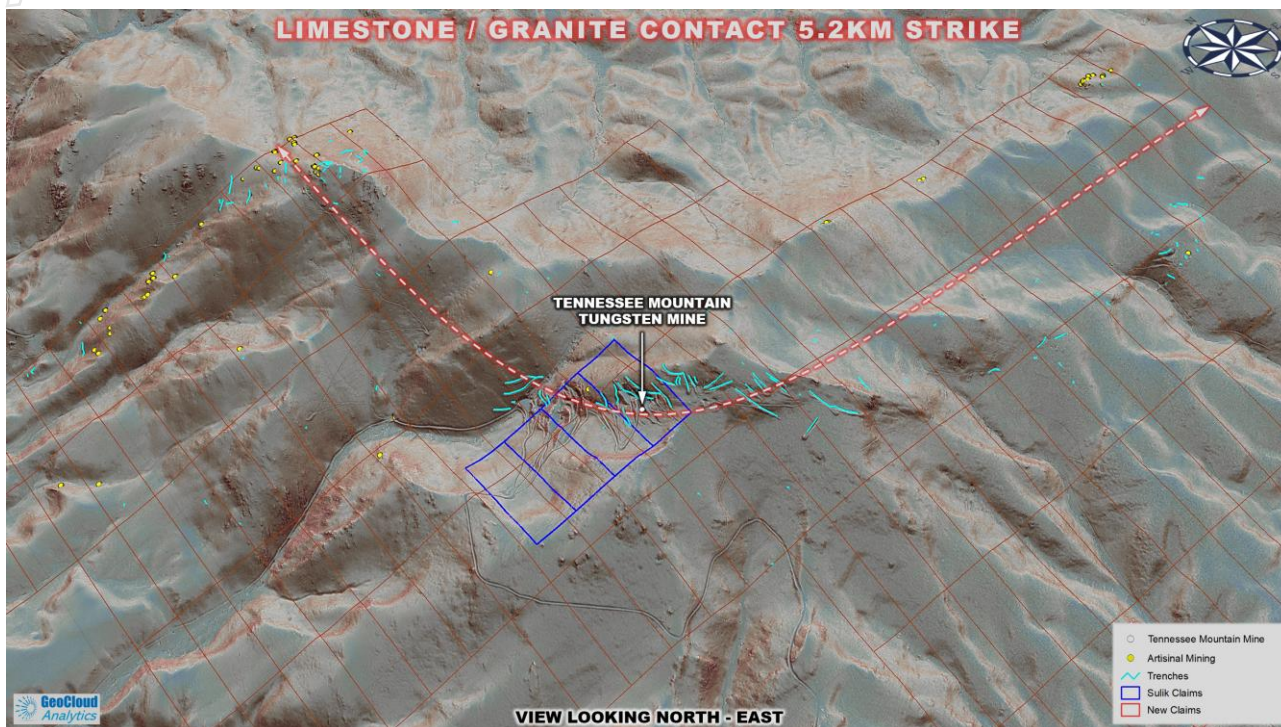 LIMESTONE / GRANITE CONTACT 5.2KM STRIKE
TENNESSEE MOUNTAIN
TUNGSTEN MINE
Tennessee Mountain Mine
Artisinal Mining
Trenches
Sulik Claims
New Claims
GeoCloud
Analytics
VIEW LOOKING NORTH - EAST